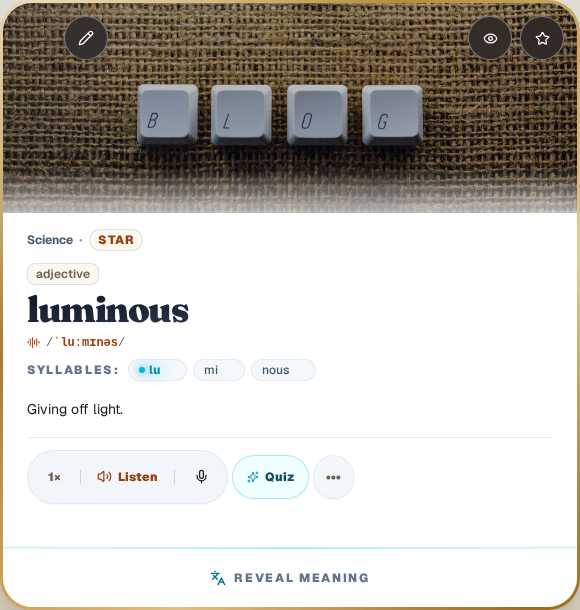 B L O G
Science · STAR
adjective
luminous
/ˈluːmɪnəs/
SYLLABLES: lu mi nous
Giving off light.
1× Listen Quiz
REVEAL MEANING